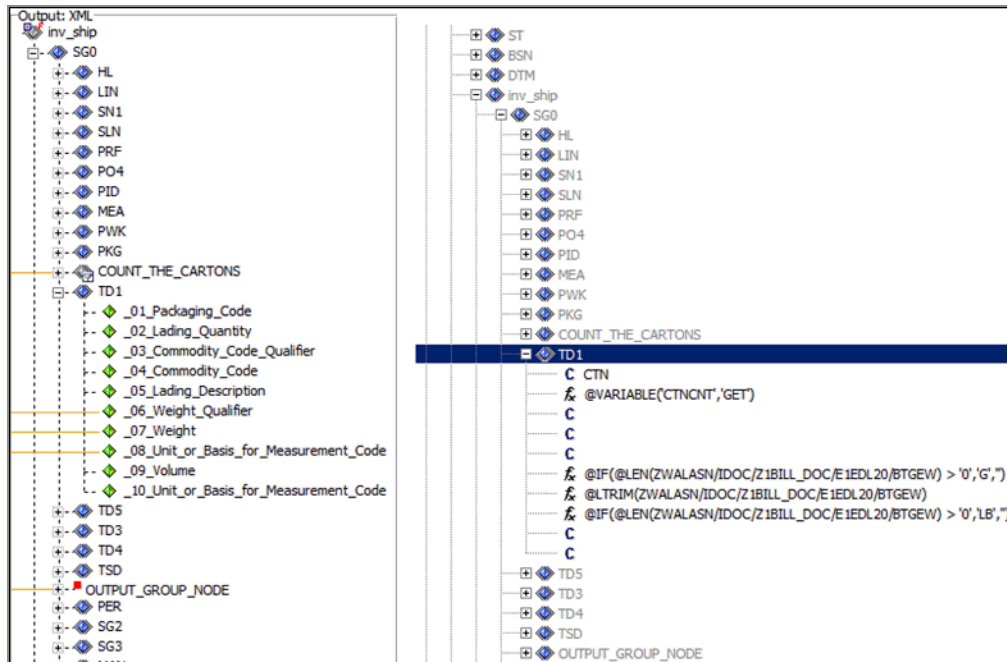 Output: XML
inv_ship
SG0
HL
LIN
SN1
SLN
PRF
PO4
PID
MEA
PWK
PKG
COUNT_THE_CARTONS
TD1
_01_Packaging_Code
_02_Lading_Quantity
_03_Commodity_Code_Qualifier
_04_Commodity_Code
_05_Lading_Description
_06_Weight_Qualifier
_07_Weight
_08_Unit_or_Basis_for_Measurement_Code
_09_Volume
_10_Unit_or_Basis_for_Measurement_Code
TD5
TD3
TD4
TSD
OUTPUT_GROUP_NODE
PER
SG2
SG3
ST
BSN
DTM
inv_ship
SG0
HL
LIN
SN1
SLN
PRF
PO4
PID
MEA
PWK
PKG
COUNT_THE_CARTONS
TD1
C CTN
fx @VARIABLE('CTNCNT','GET')
C
C
C
fx @IF(@LEN(ZWALASN/IDOC/Z1BILL_DOC/E1EDL20/BTGEW) > '0','G','')
fx @LTRIM(ZWALASN/IDOC/Z1BILL_DOC/E1EDL20/BTGEW)
fx @IF(@LEN(ZWALASN/IDOC/Z1BILL_DOC/E1EDL20/BTGEW) > '0','LB','')
C
C
TD5
TD3
TD4
TSD
OUTPUT_GROUP_NODE